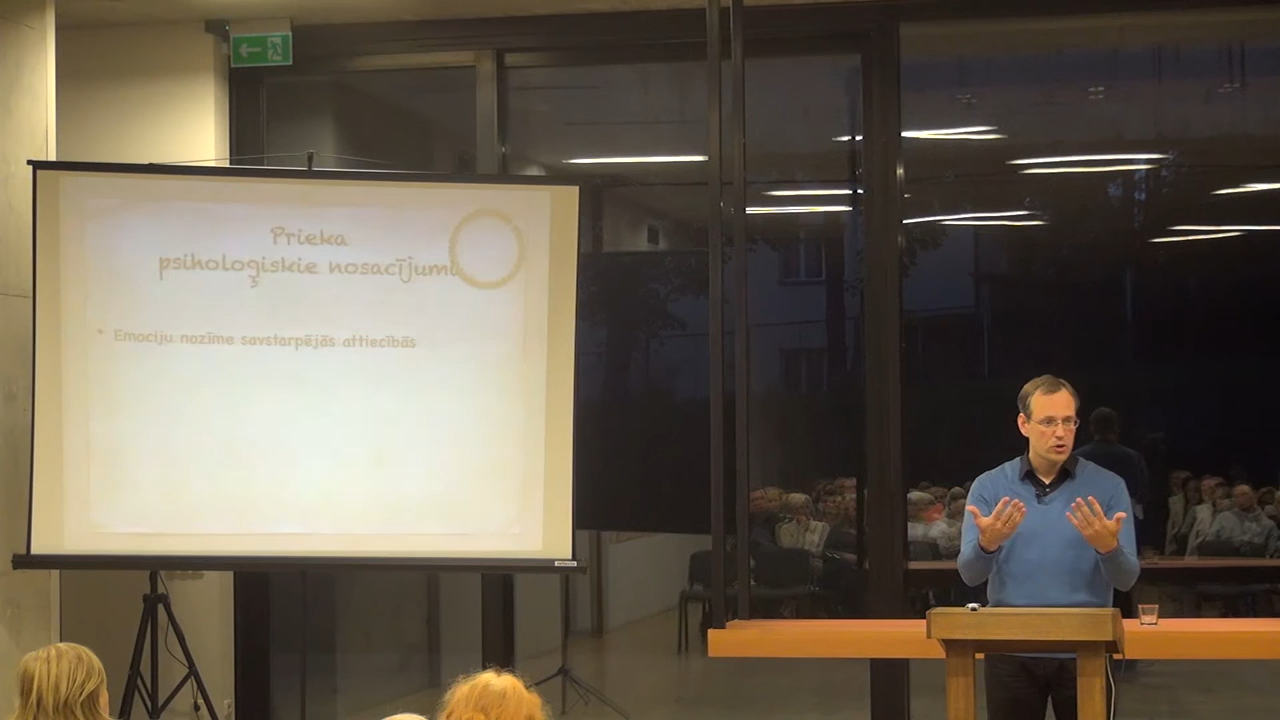 Prieka
psiholoģiskie nosacījumi
* Emociju nozīme savstarpējās attiecībās